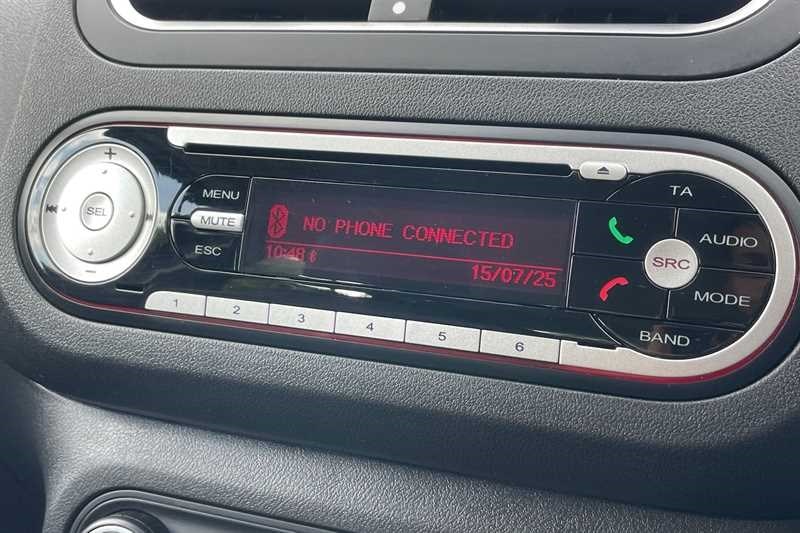 MENU
MUTE
ESC
SEL
NO PHONE CONNECTED
10:48
15/07/25
TA
AUDIO
SRC
MODE
BAND
1 2 3 4 5 6